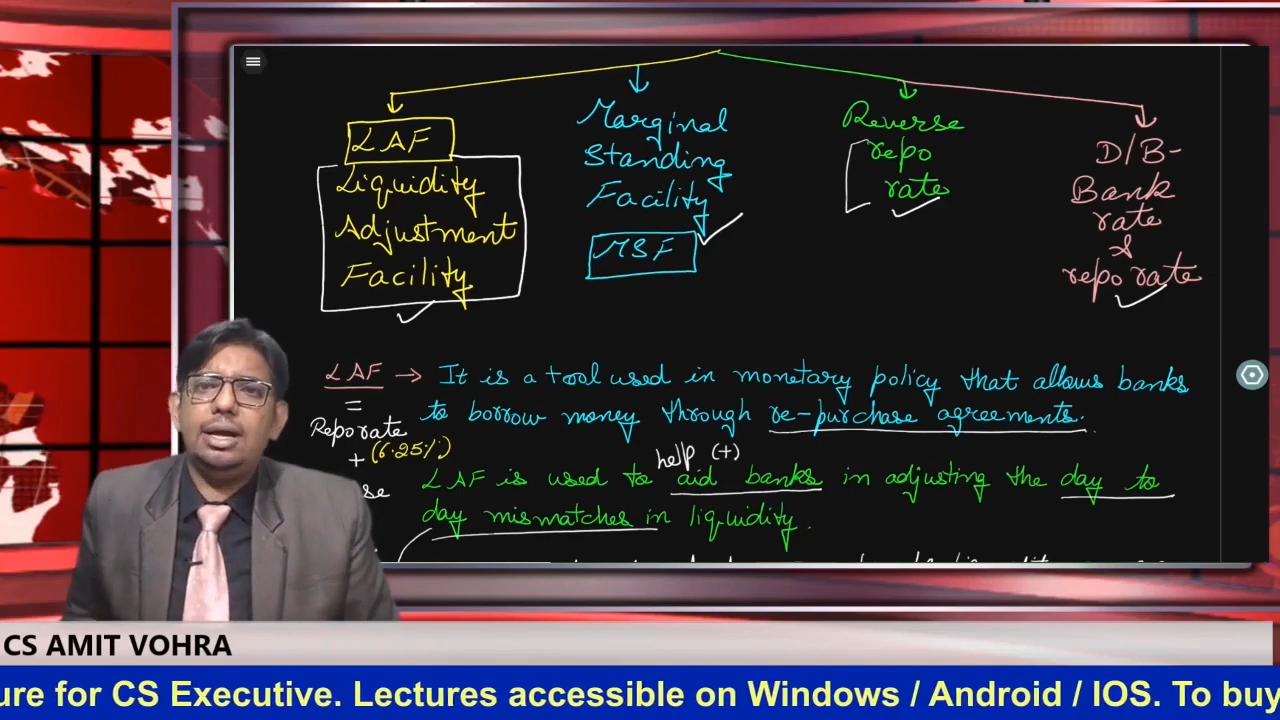 LAF
Liquidity
Adjustment
Facility
Marginal
Standing
Facility
MSF
Reverse
repo
rate
D/B-
Bank
rate
&
repo rate
LAF → It is a tool used in monetary policy that allows banks
to borrow money through re-purchase agreements.
=
Repo rate
+ (6.25%)
se
help (+)
LAF is used to aid banks in adjusting the day to
day mismatches in liquidity.
CS AMIT VOHRA
ure for CS Executive. Lectures accessible on Windows / Android / IOS. To buy